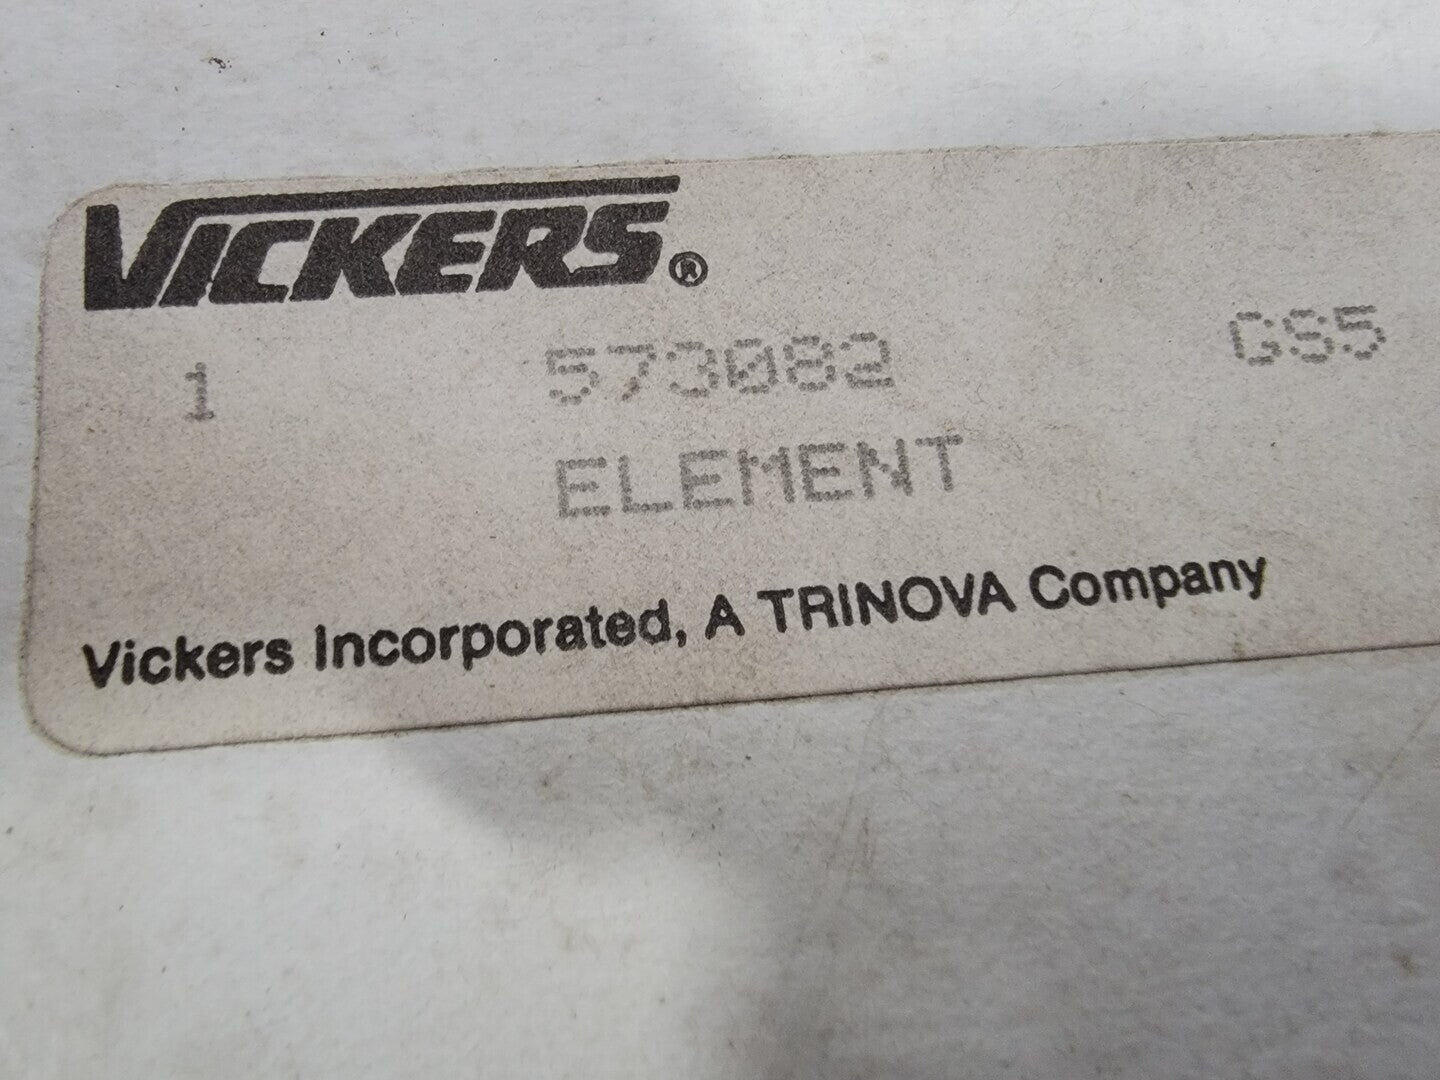 VICKERS®
1 573082 GS5
ELEMENT
Vickers Incorporated, A TRINOVA Company